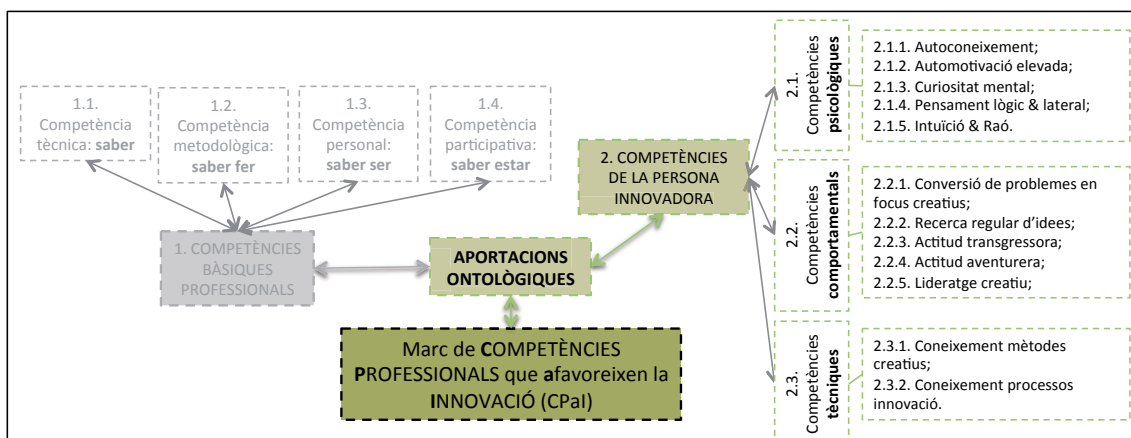 1.1.
Competència
tècnica: saber
1.2.
Competència
metodològica:
saber fer
1.3.
Competència
personal:
saber ser
1.4.
Competència
participativa:
saber estar
1. COMPETÈNCIES
BÀSIQUES
PROFESSIONALS
APORTACIONS
ONTOLÒGIQUES
Marc de COMPETÈNCIES
PROFESSIONALS que afavoreixen la
INNOVACIÓ (CPaI)
2. COMPETÈNCIES
DE LA PERSONA
INNOVADORA
2.1.
Competències
psicològiques
2.1.1. Autoconeixement;
2.1.2. Automotivació elevada;
2.1.3. Curiositat mental;
2.1.4. Pensament lògic & lateral;
2.1.5. Intuïció & Raó.
2.2.
Competències
comportamentals
2.2.1. Conversió de problemes en
focus creatius;
2.2.2. Recerca regular d’idees;
2.2.3. Actitud transgressora;
2.2.4. Actitud aventurera;
2.2.5. Lideratge creatiu;
2.3.
Competències
tècniques
2.3.1. Coneixement mètodes
creatius;
2.3.2. Coneixement processos
innovació.